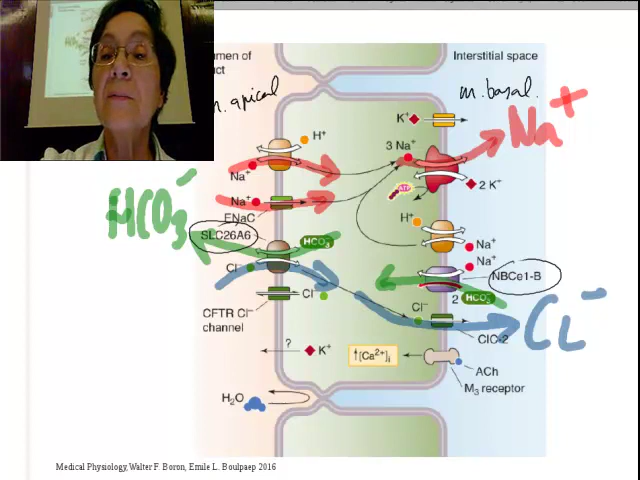 men of
ct
Interstitial space
m. apical
m. basal.
K⁺
H⁺
3 Na⁺
Na⁺
Na⁺
ATP
2 K⁺
Na⁺
ENaC
HCO₃⁻
SLC26A6
HCO₃⁻
H⁺
Na⁺
Na⁺
NBCe1-B
Cl
2 HCO₃⁻
Cl⁻
CFTR Cl⁻
channel
Cl⁻
ClC-2
CL⁻
?
K⁺
↑[Ca²⁺]ᵢ
ACh
M₃ receptor
H₂O
Medical Physiology, Walter F. Boron, Emile L. Boulpaep 2016